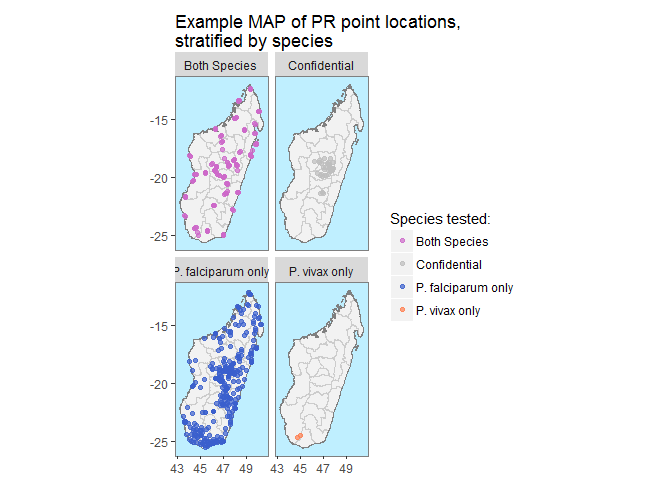 Example MAP of PR point locations,
stratified by species
Both Species
Confidential
-15
-20
-25
P. falciparum only
P. vivax only
-15
-20
-25
43 45 47 49
43 45 47 49
Species tested:
Both Species
Confidential
P. falciparum only
P. vivax only